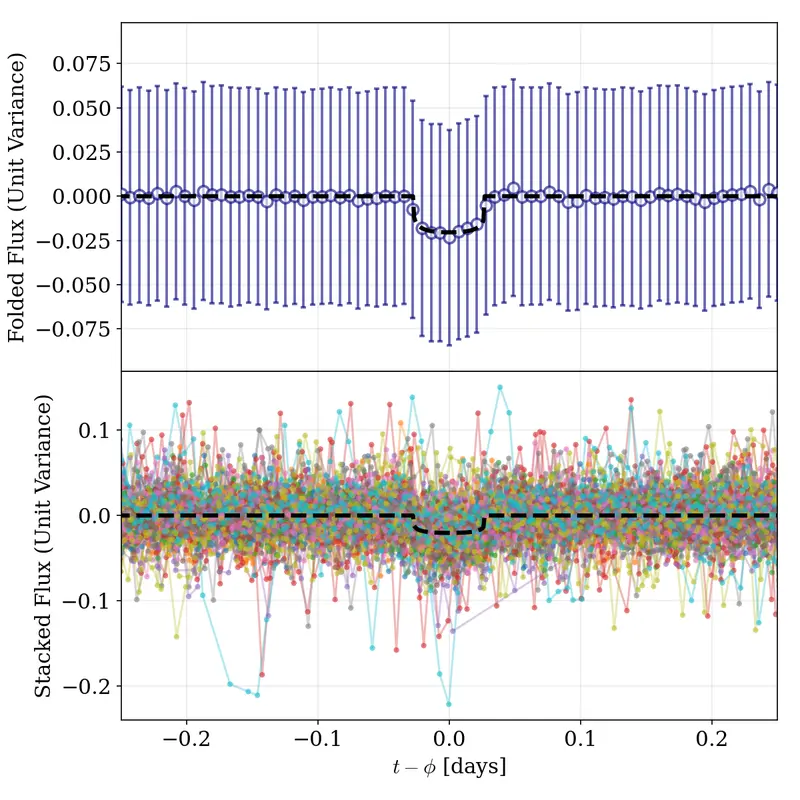 Folded Flux (Unit Variance)
0.075
0.050
0.025
0.000
−0.025
−0.050
−0.075
Stacked Flux (Unit Variance)
0.1
0.0
−0.1
−0.2
−0.2 −0.1 0.0 0.1 0.2
t − ϕ [days]